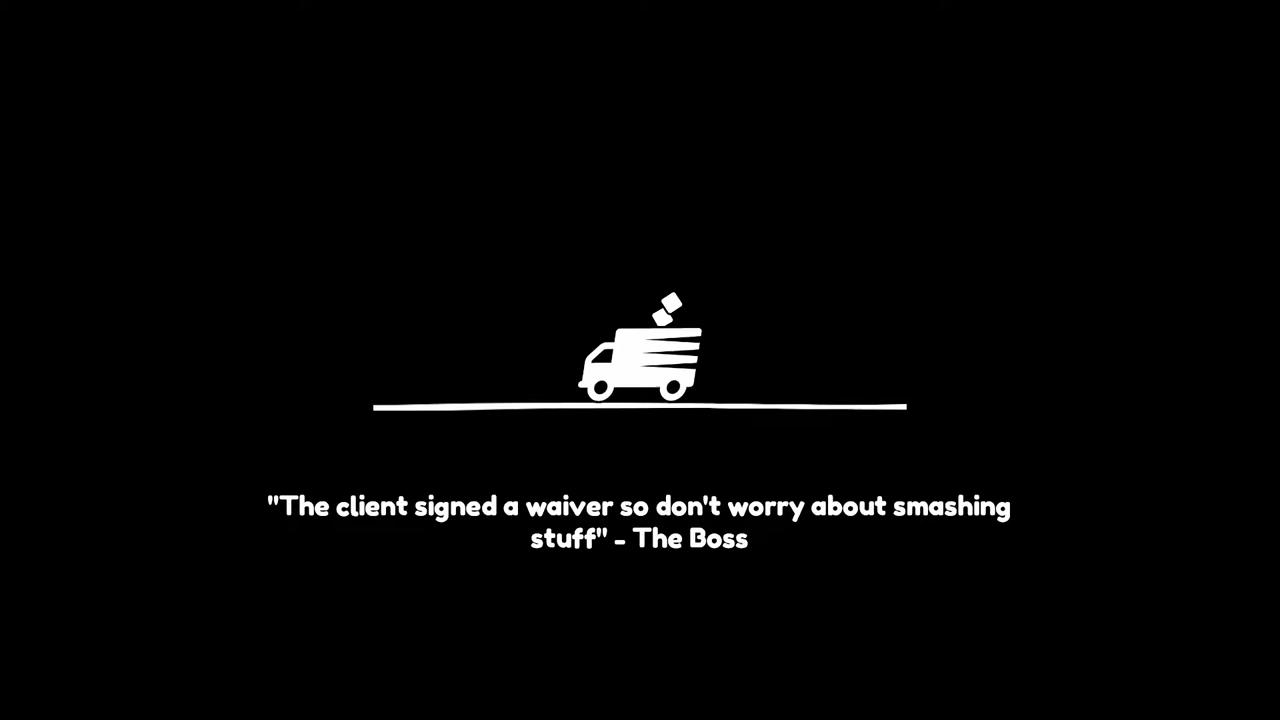 "The client signed a waiver so don't worry about smashing
stuff" - The Boss